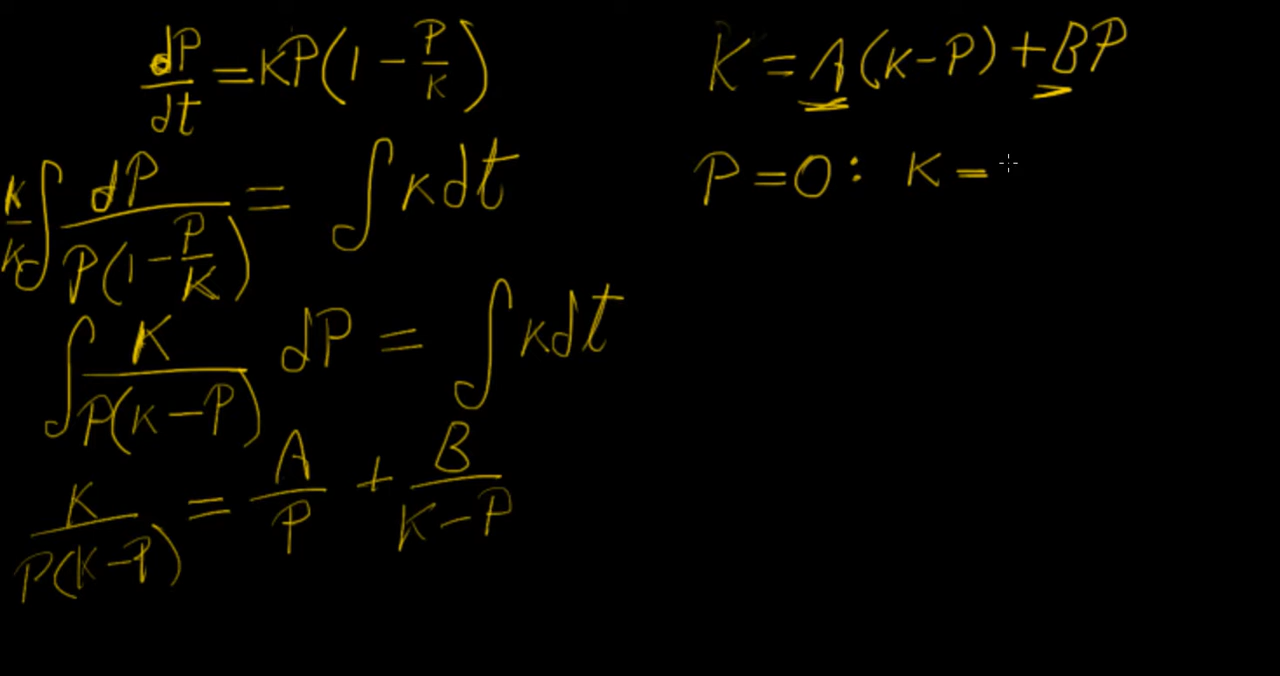 dP/dt = kP(1 - P/K)
K/K ∫ dP/(P(1 - P/K)) = ∫ k dt
∫ K/(P(K-P)) dP = ∫ k dt
K/(P(K-P)) = A/P + B/(K-P)
K = A(K-P) + BP
P = 0 : K =